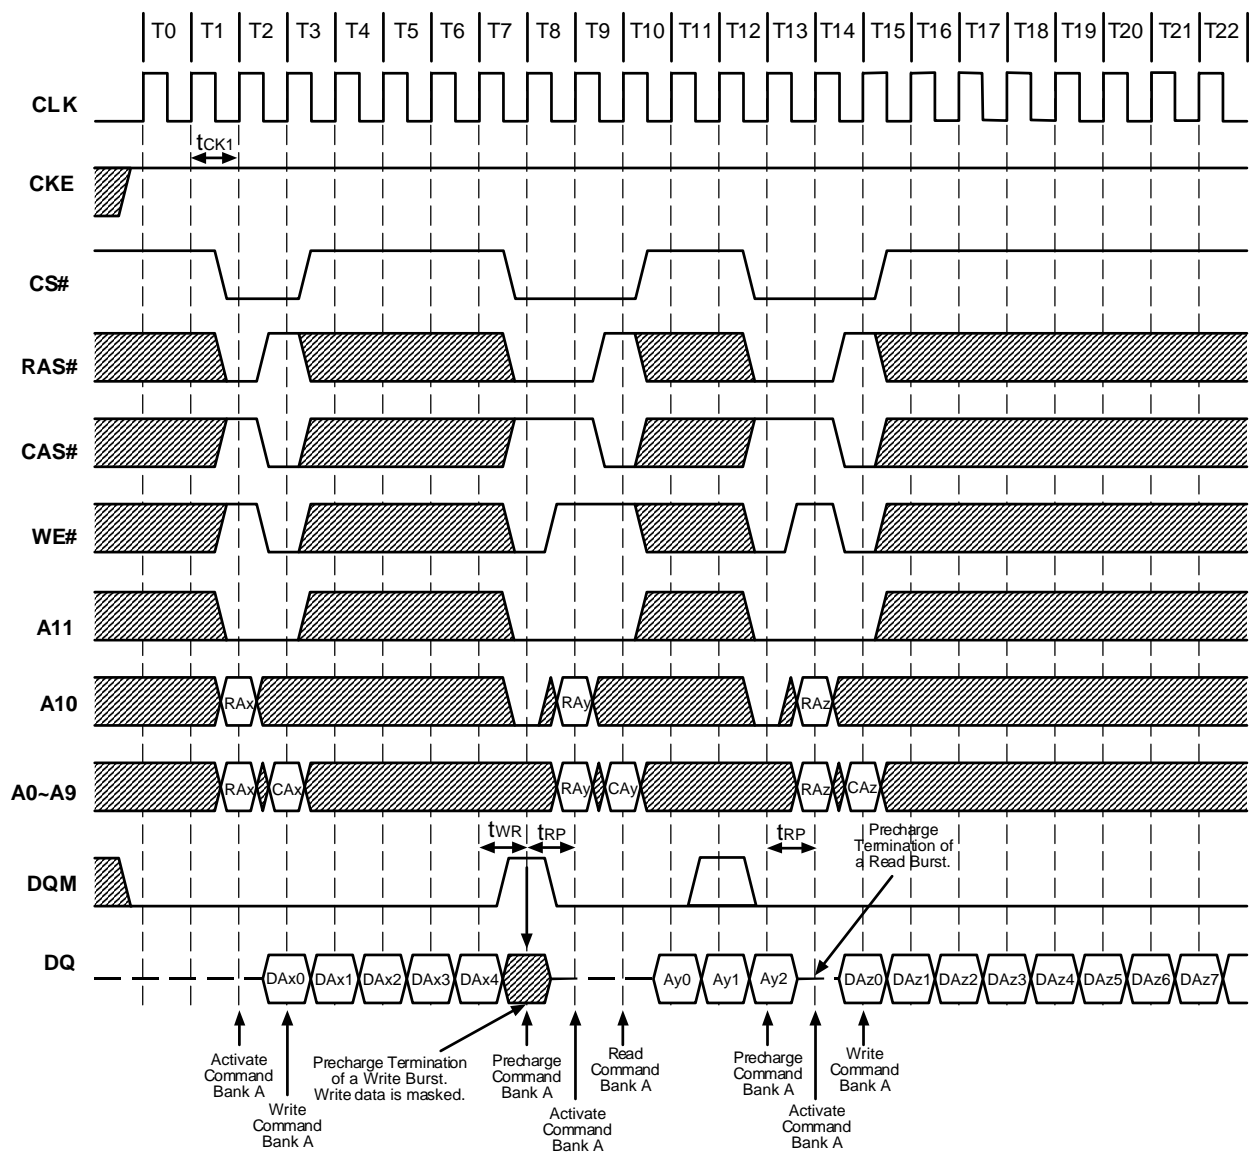 T0 T1 T2 T3 T4 T5 T6 T7 T8 T9 T10 T11 T12 T13 T14 T15 T16 T17 T18 T19 T20 T21 T22
CLK
tCK1
CKE
CS#
RAS#
CAS#
WE#
A11
A10 RAx RAy RAz
A0~A9 RAx CAx RAy CAy RAz CAz
tWR tRP tRP
Precharge
Termination of
a Read Burst.
DQM
DQ DAx0 DAx1 DAx2 DAx3 DAx4 Ay0 Ay1 Ay2 DAz0 DAz1 DAz2 DAz3 DAz4 DAz5 DAz6 DAz7
Activate
Command
Bank A
Write
Command
Bank A
Precharge Termination
of a Write Burst.
Write data is masked.
Precharge
Command
Bank A
Activate
Command
Bank A
Read
Command
Bank A
Precharge
Command
Bank A
Activate
Command
Bank A
Write
Command
Bank A